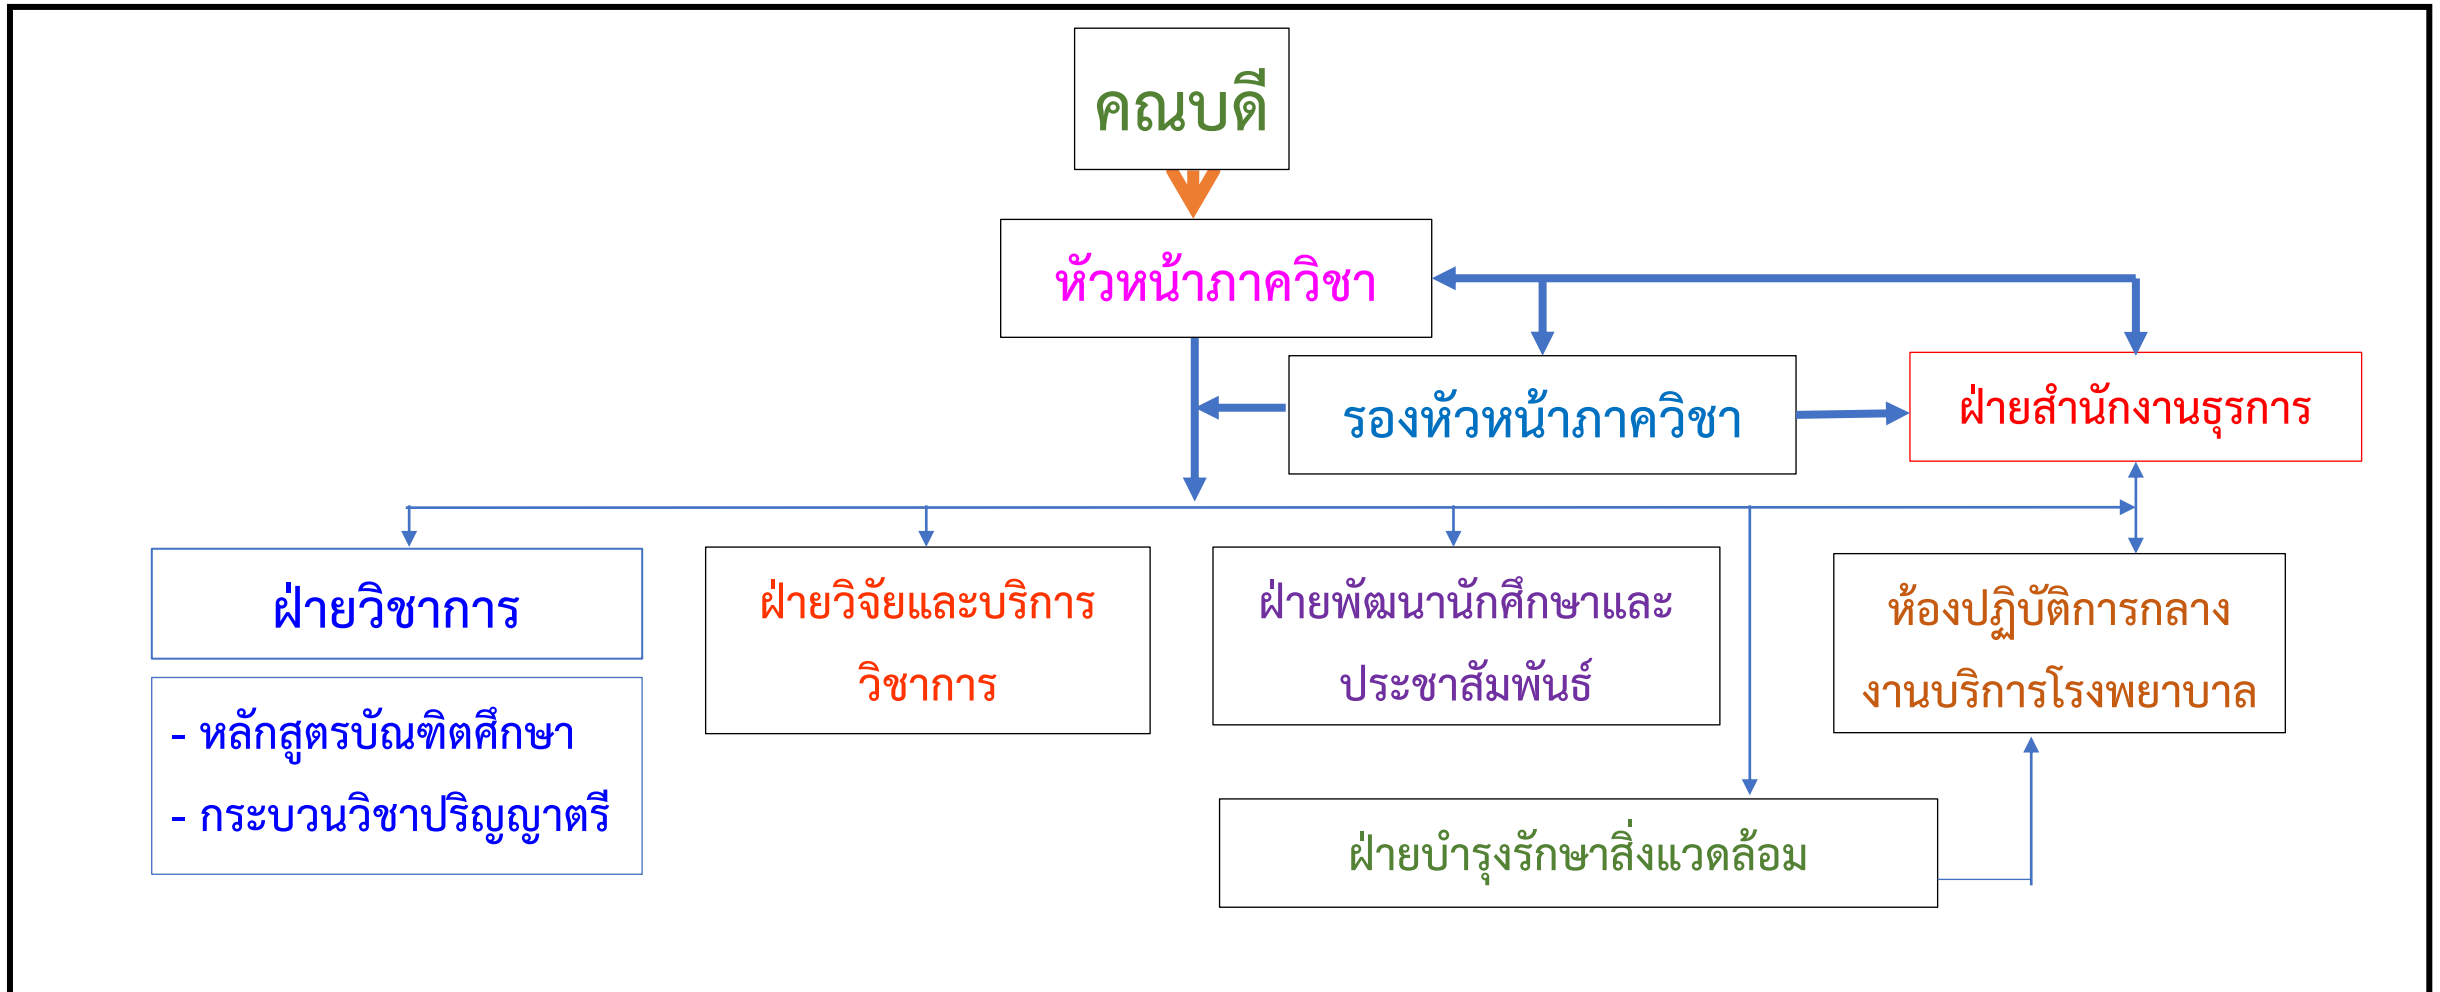 คณบดี
หัวหน้าภาควิชา
รองหัวหน้าภาควิชา
ฝ่ายสำนักงานธุรการ
ฝ่ายวิชาการ
- หลักสูตรบัณฑิตศึกษา
- กระบวนวิชาปริญญาตรี
ฝ่ายวิจัยและบริการ
วิชาการ
ฝ่ายพัฒนานักศึกษาและ
ประชาสัมพันธ์
ห้องปฏิบัติการกลาง
งานบริการโรงพยาบาล
ฝ่ายบำรุงรักษาสิ่งแวดล้อม